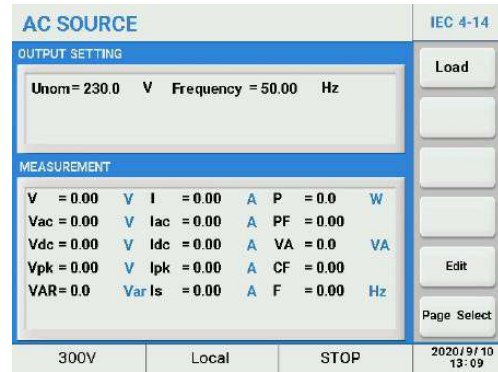 AC SOURCE
IEC 4-14
OUTPUT SETTING
Unom = 230.0 V Frequency = 50.00 Hz
Load
MEASUREMENT
V = 0.00 V I = 0.00 A P = 0.0 W
Vac = 0.00 V Iac = 0.00 A PF = 0.00
Vdc = 0.00 V Idc = 0.00 A VA = 0.0 VA
Vpk = 0.00 V Ipk = 0.00 A CF = 0.00
VAR= 0.0 Var Is = 0.00 A F = 0.00 Hz
Edit
Page Select
300V Local STOP
2020/9/10
13:09